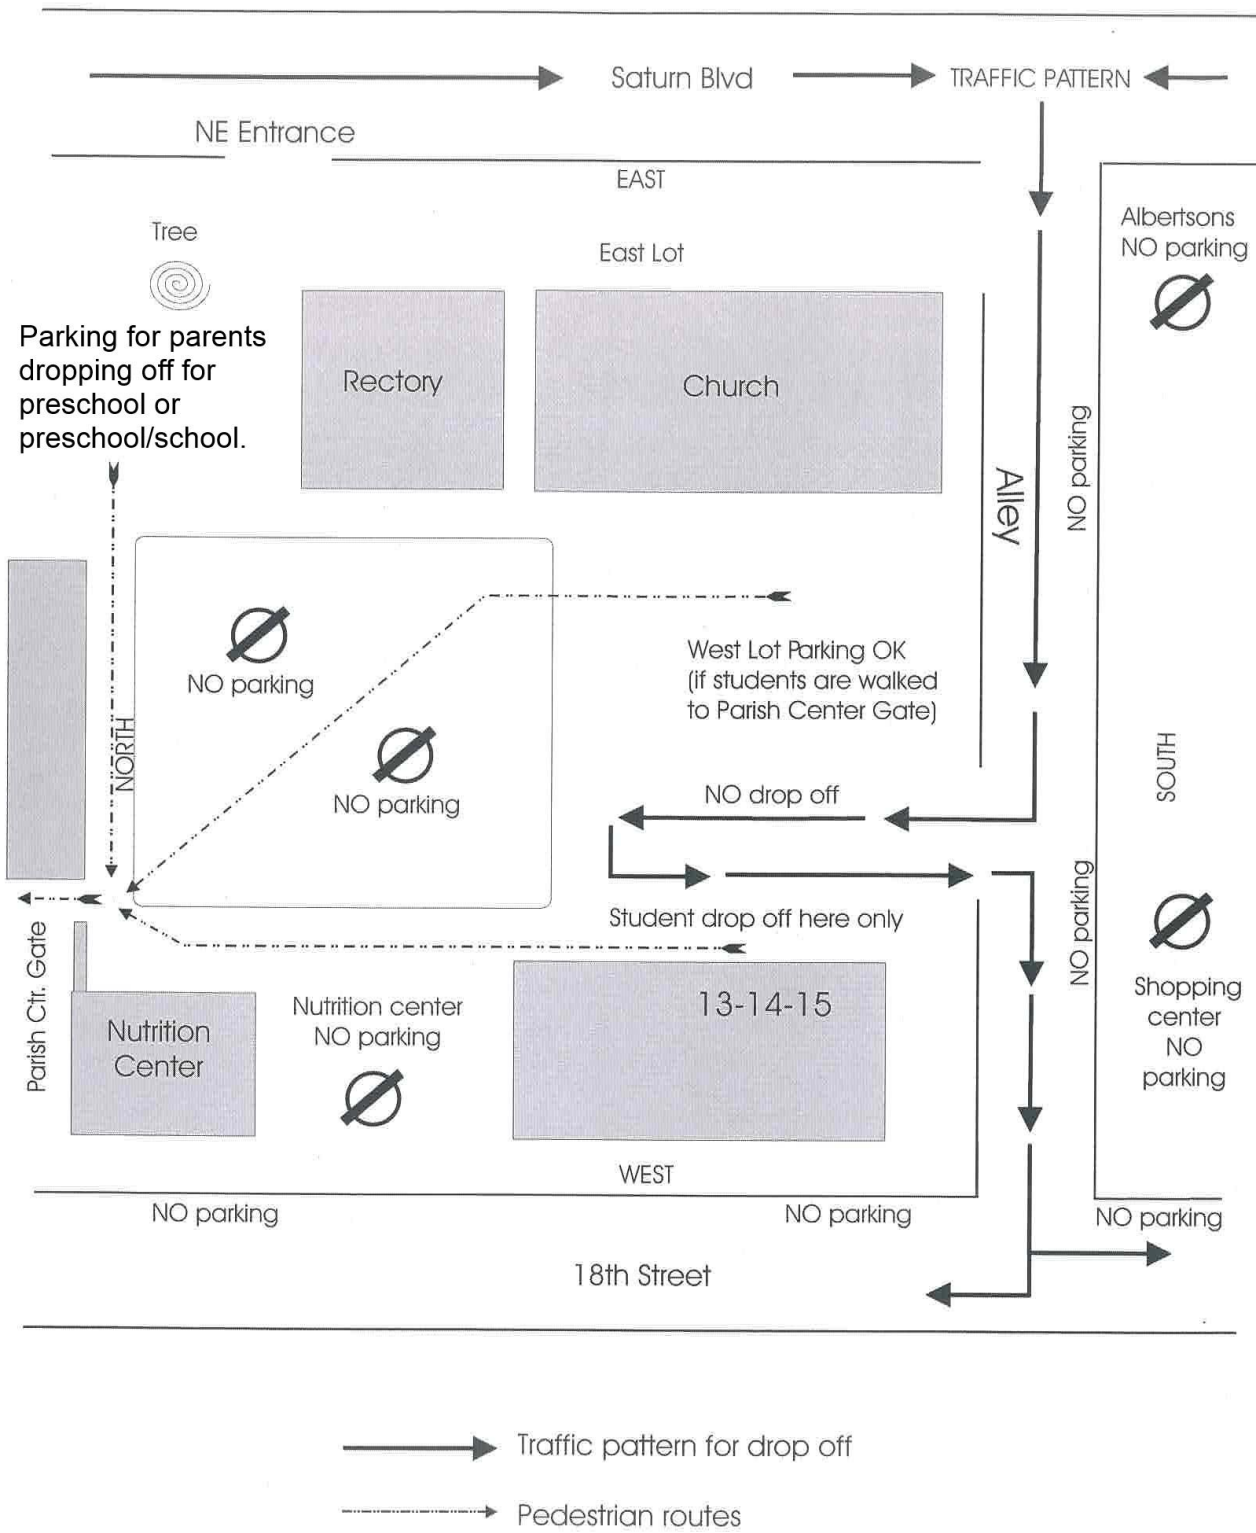 Saturn Blvd
TRAFFIC PATTERN
NE Entrance
EAST
Tree
East Lot
Albertsons
NO parking
Parking for parents
dropping off for
preschool or
preschool/school.
Rectory
Church
NO parking
Alley
NO parking
West Lot Parking OK
(if students are walked
to Parish Center Gate)
NORTH
NO parking
SOUTH
NO drop off
Student drop off here only
NO parking
Parish Ctr. Gate
Nutrition
Center
Nutrition center
NO parking
13-14-15
Shopping
center
NO
parking
WEST
NO parking
NO parking
NO parking
18th Street
Traffic pattern for drop off
Pedestrian routes